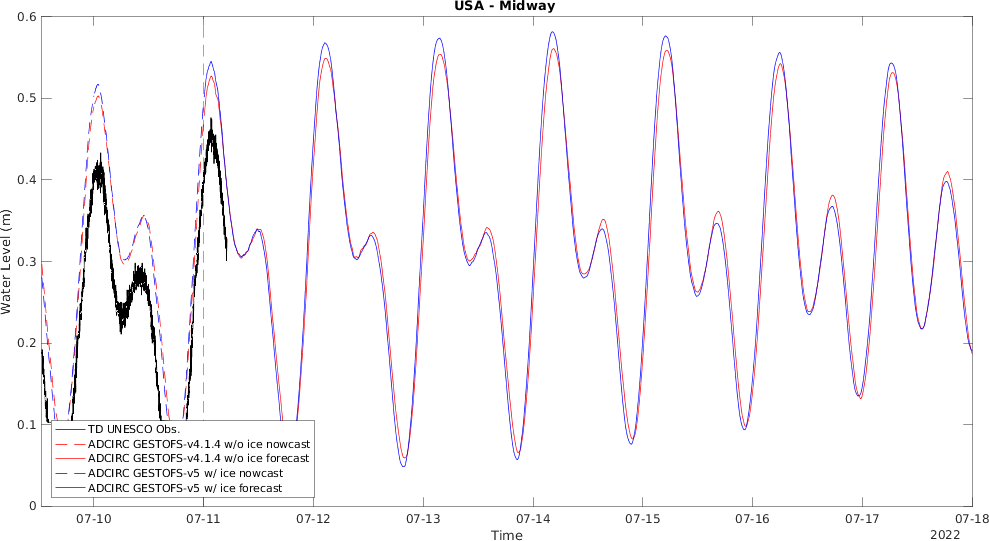 USA - Midway
0.6
0.5
0.4
0.3
0.2
0.1
0
Water Level (m)
TD UNESCO Obs.
ADCIRC GESTOFS-v4.1.4 w/o ice nowcast
ADCIRC GESTOFS-v4.1.4 w/o ice forecast
ADCIRC GESTOFS-v5 w/ ice nowcast
ADCIRC GESTOFS-v5 w/ ice forecast
07-10 07-11 07-12 07-13 07-14 07-15 07-16 07-17 07-18
Time
2022